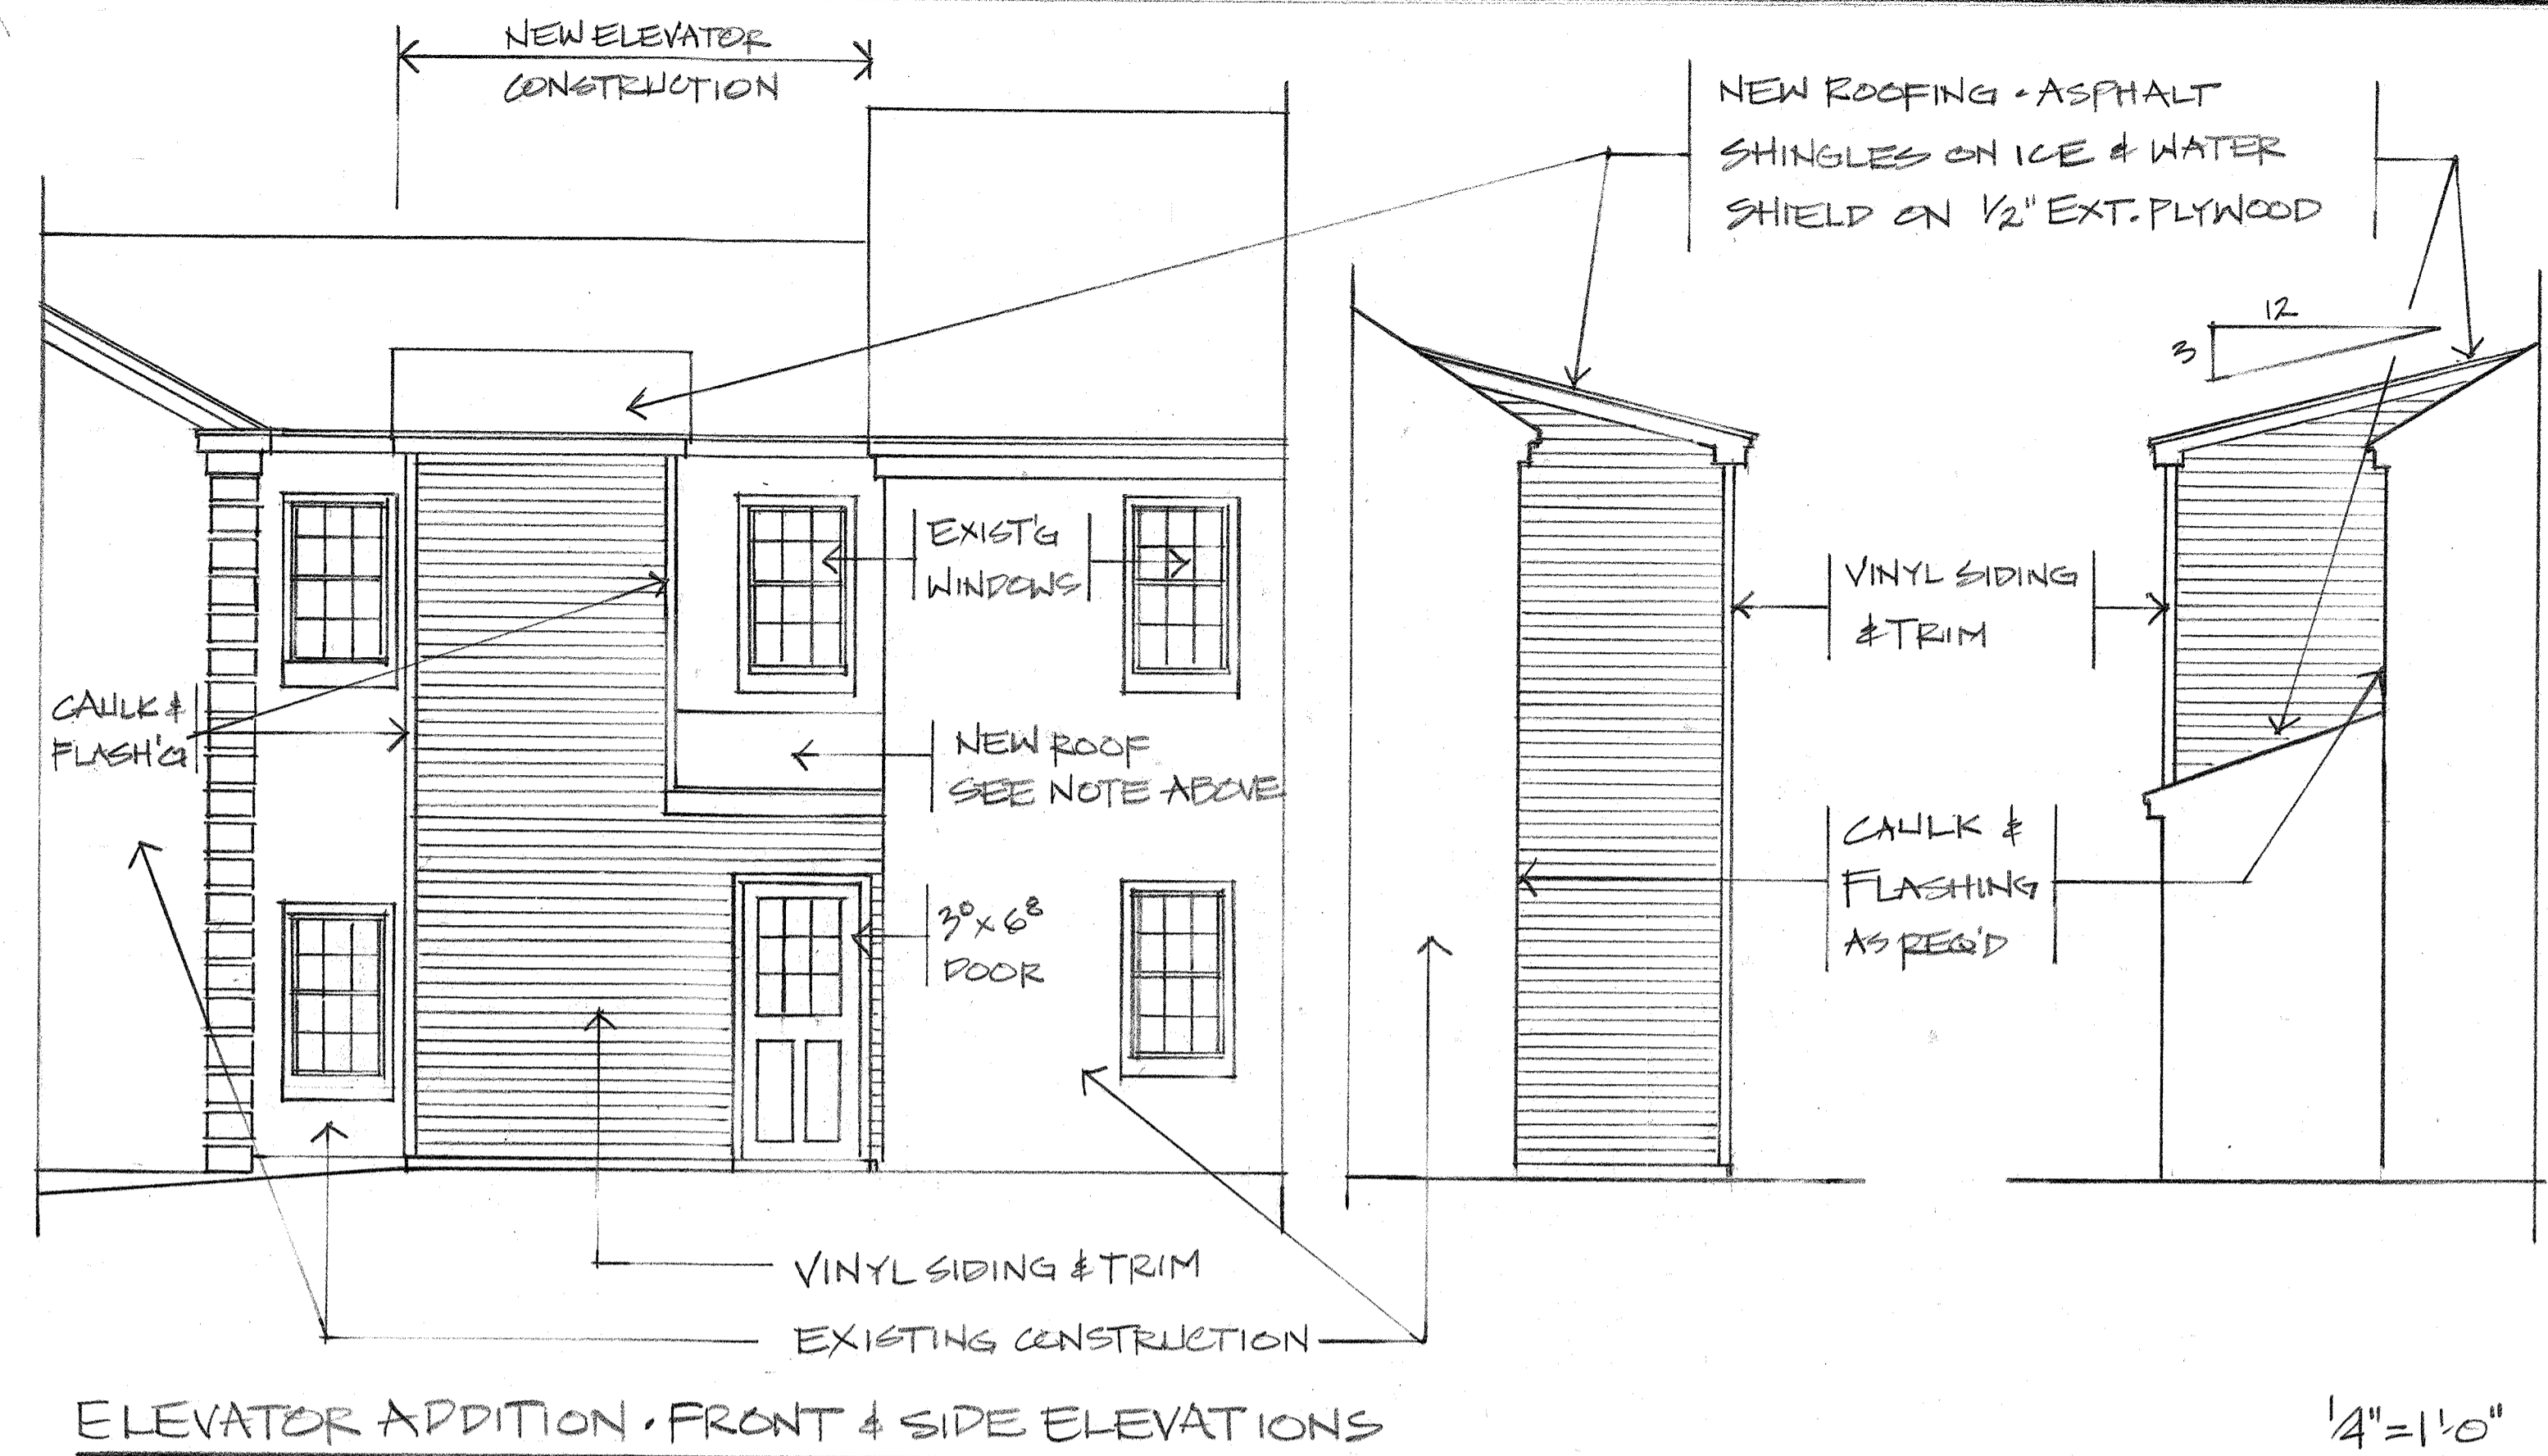 NEW ELEVATOR
CONSTRUCTION
NEW ROOFING • ASPHALT
SHINGLES ON ICE & WATER
SHIELD ON 1/2" EXT. PLYWOOD
12
3
EXIST'G
WINDOWS
VINYL SIDING
& TRIM
CAULK &
FLASH'G
NEW ROOF
SEE NOTE ABOVE
CAULK &
FLASHING
AS REQ'D
3⁰ x 6⁸
DOOR
VINYL SIDING & TRIM
EXISTING CONSTRUCTION
ELEVATOR ADDITION • FRONT & SIDE ELEVATIONS
1/4"=1'-0"